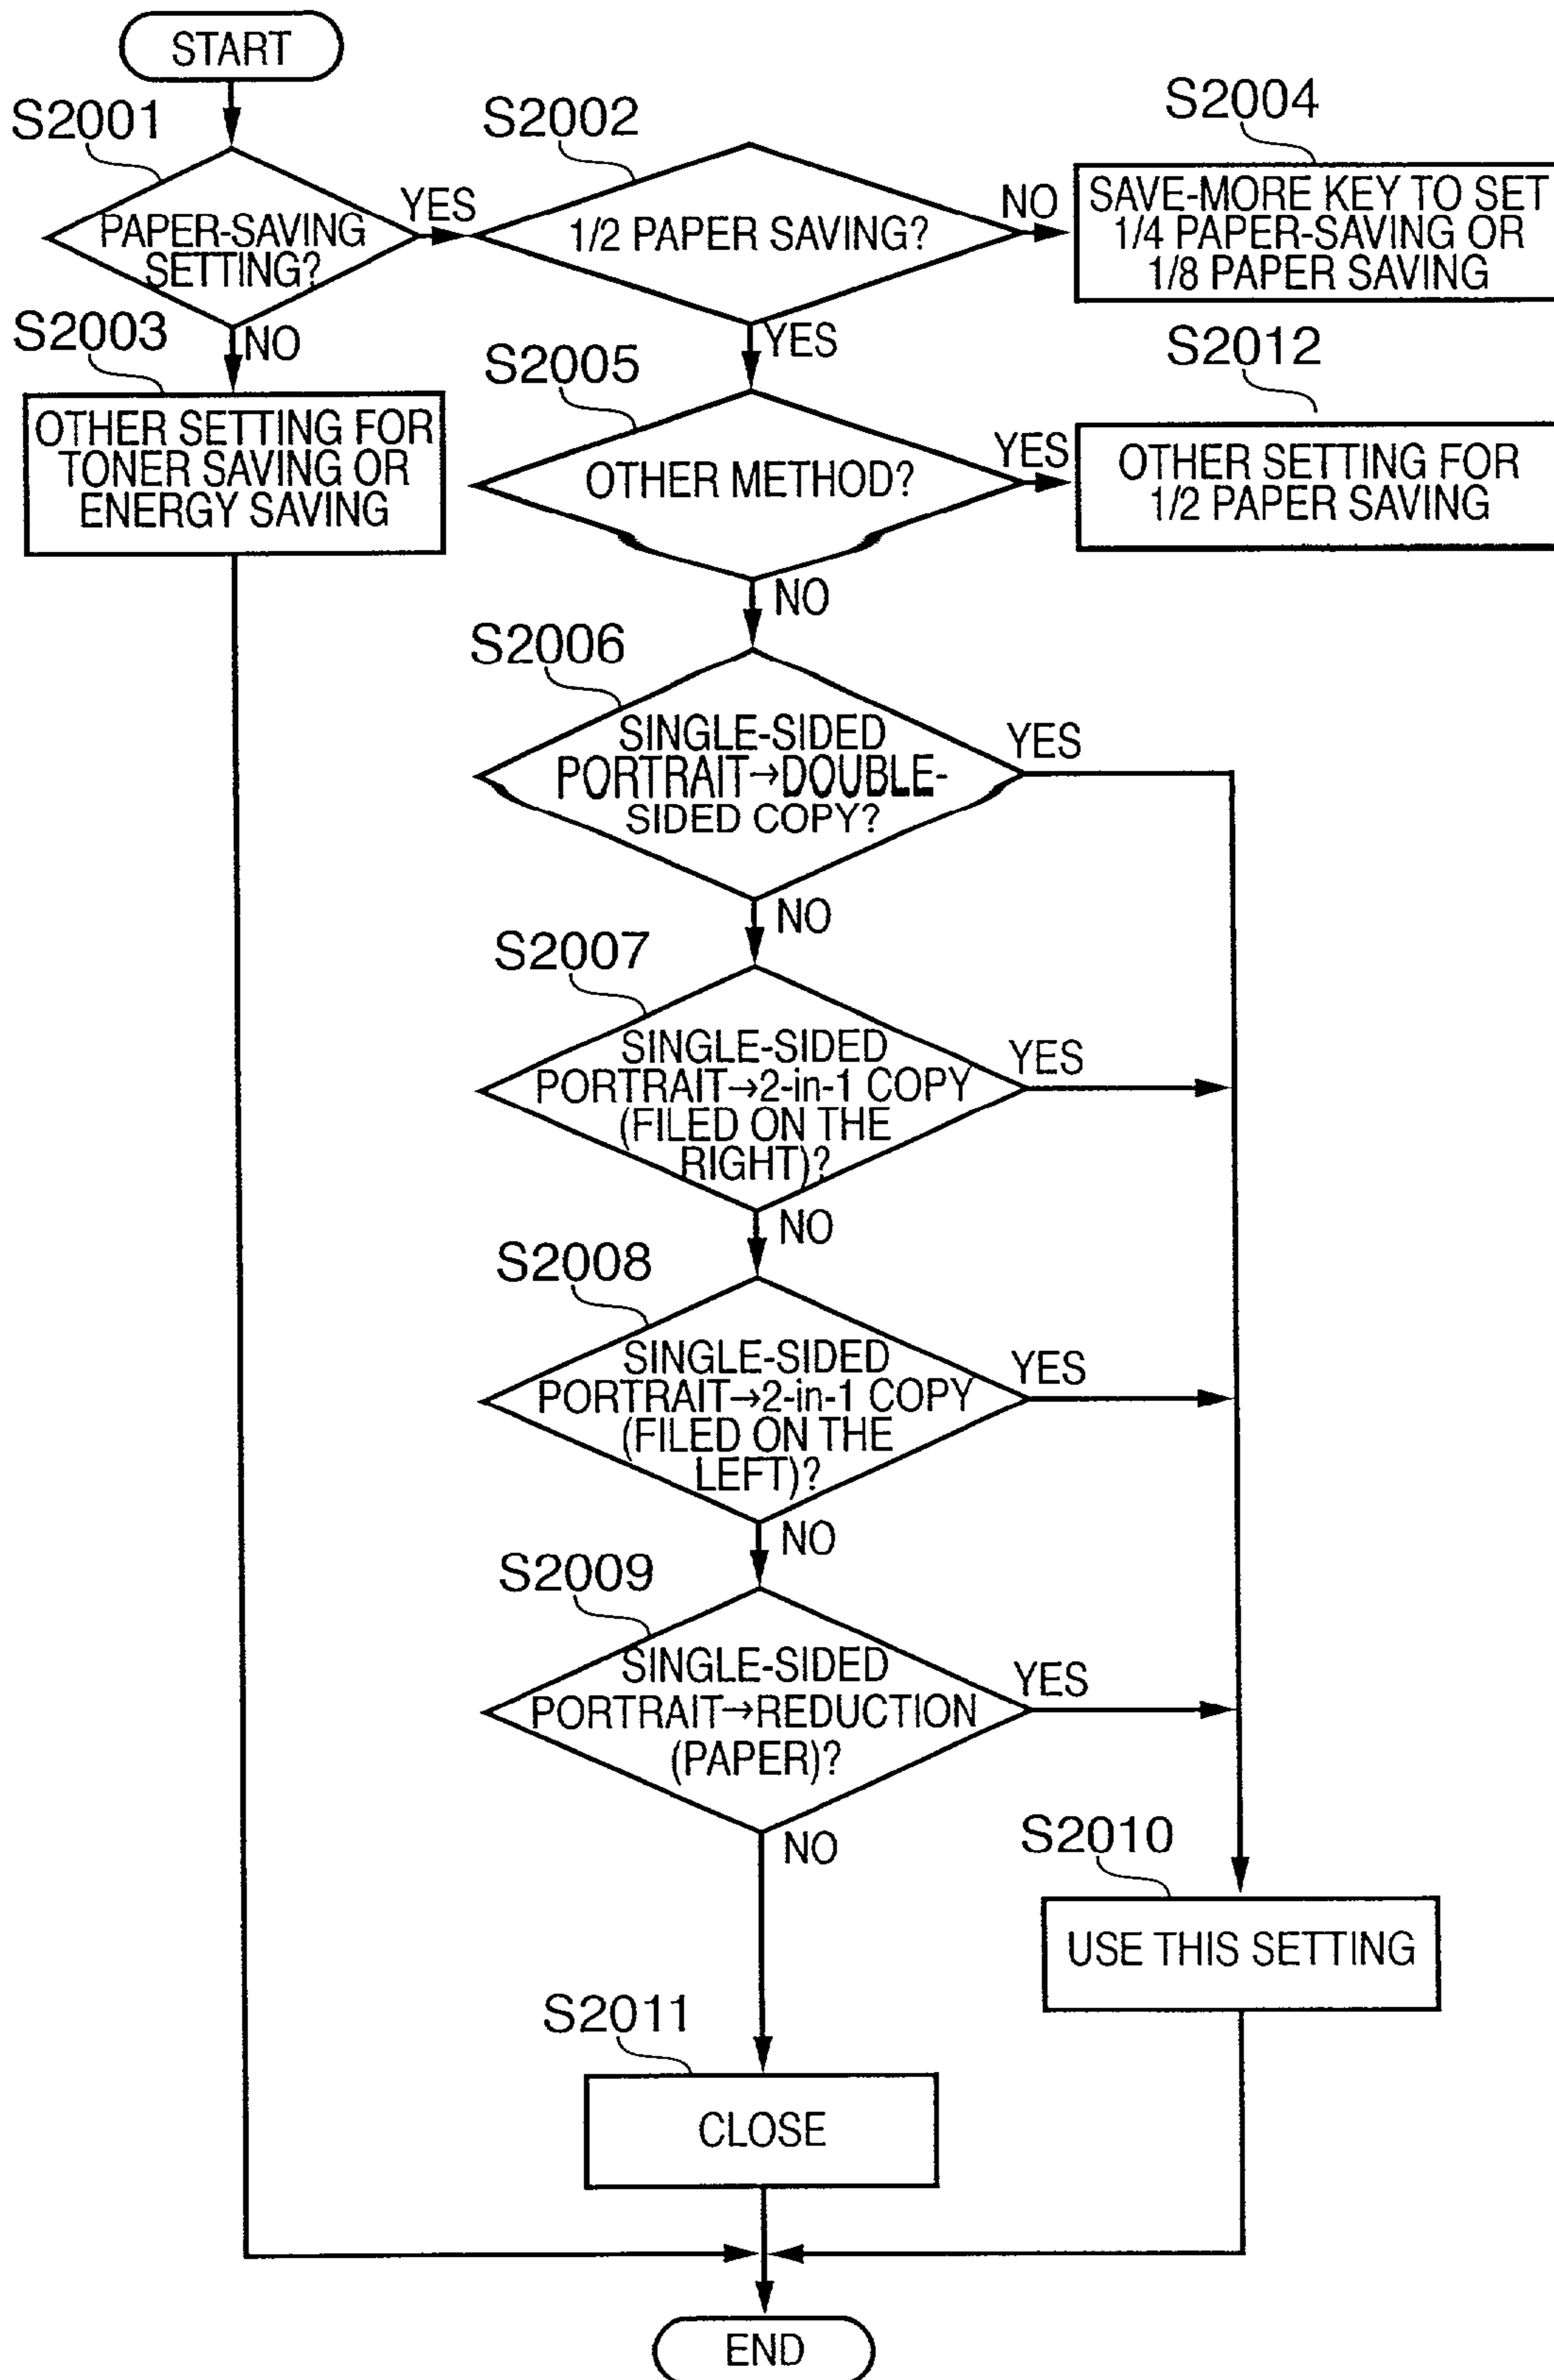 START
S2001
S2002
S2004
PAPER-SAVING
SETTING?
YES
1/2 PAPER SAVING?
NO
SAVE-MORE KEY TO SET
1/4 PAPER-SAVING OR
1/8 PAPER SAVING
NO
YES
S2003
S2005
S2012
OTHER SETTING FOR
TONER SAVING OR
ENERGY SAVING
OTHER METHOD?
YES
OTHER SETTING FOR
1/2 PAPER SAVING
NO
S2006
SINGLE-SIDED
PORTRAIT→DOUBLE-
SIDED COPY?
YES
NO
S2007
SINGLE-SIDED
PORTRAIT→2-in-1 COPY
(FILED ON THE
RIGHT)?
YES
NO
S2008
SINGLE-SIDED
PORTRAIT→2-in-1 COPY
(FILED ON THE
LEFT)?
YES
NO
S2009
SINGLE-SIDED
PORTRAIT→REDUCTION
(PAPER)?
YES
NO
S2010
USE THIS SETTING
S2011
CLOSE
END